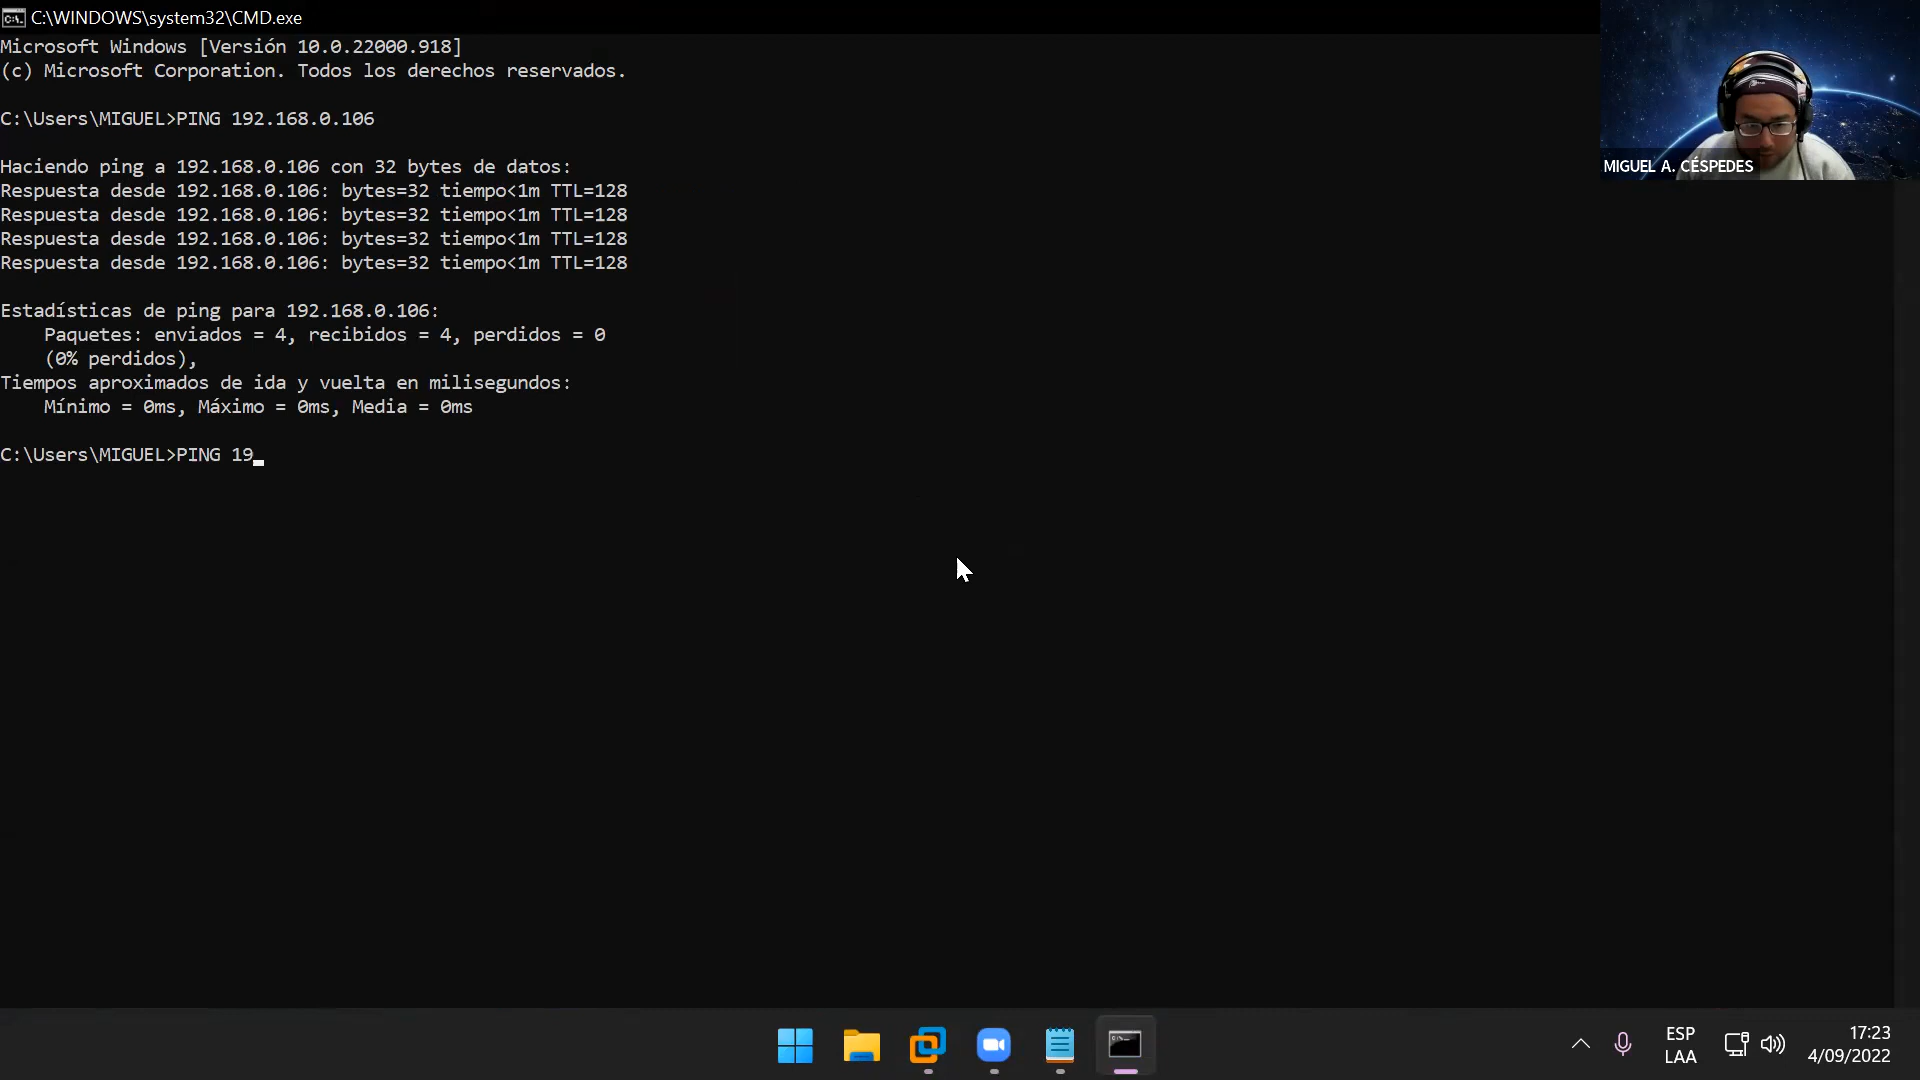 C:\WINDOWS\system32\CMD.exe
Microsoft Windows [Versión 10.0.22000.918]
(c) Microsoft Corporation. Todos los derechos reservados.
C:\Users\MIGUEL>PING 192.168.0.106
Haciendo ping a 192.168.0.106 con 32 bytes de datos:
Respuesta desde 192.168.0.106: bytes=32 tiempo<1m TTL=128
Respuesta desde 192.168.0.106: bytes=32 tiempo<1m TTL=128
Respuesta desde 192.168.0.106: bytes=32 tiempo<1m TTL=128
Respuesta desde 192.168.0.106: bytes=32 tiempo<1m TTL=128
Estadísticas de ping para 192.168.0.106:
Paquetes: enviados = 4, recibidos = 4, perdidos = 0
(0% perdidos),
Tiempos aproximados de ida y vuelta en milisegundos:
Mínimo = 0ms, Máximo = 0ms, Media = 0ms
C:\Users\MIGUEL>PING 19_
MIGUEL A. CÉSPEDES
ESP
LAA
17:23
4/09/2022